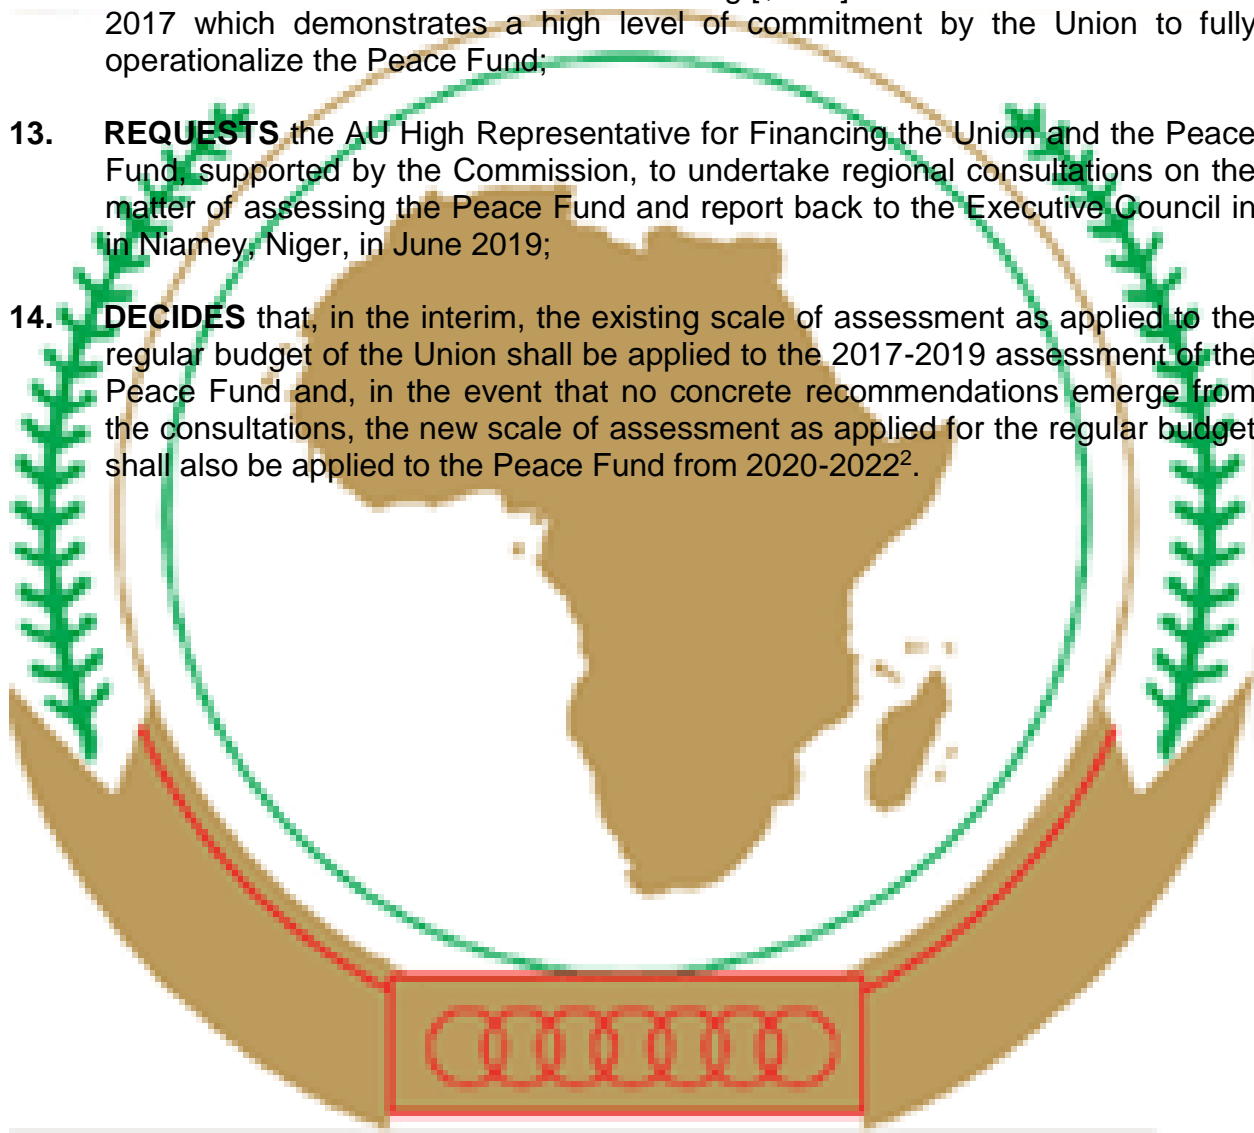 2017 which demonstrates a high level of commitment by the Union to fully
operationalize the Peace Fund;
13. REQUESTS the AU High Representative for Financing the Union and the Peace
Fund, supported by the Commission, to undertake regional consultations on the
matter of assessing the Peace Fund and report back to the Executive Council in
in Niamey, Niger, in June 2019;
14. DECIDES that, in the interim, the existing scale of assessment as applied to the
regular budget of the Union shall be applied to the 2017-2019 assessment of the
Peace Fund and, in the event that no concrete recommendations emerge from
the consultations, the new scale of assessment as applied for the regular budget
shall also be applied to the Peace Fund from 2020-2022².